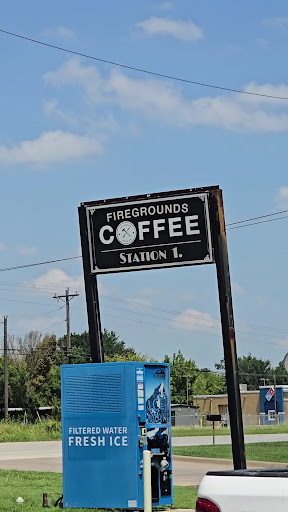 FIREGROUNDS
COFFEE
STATION 1.
FILTERED WATER
FRESH ICE